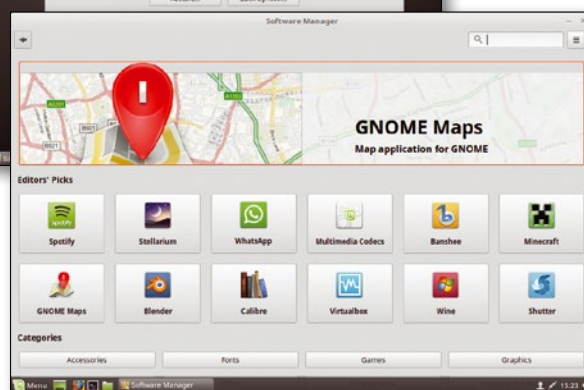 Software Manager
GNOME Maps
Map application for GNOME
Editors' Picks
Spotify
Stellarium
WhatsApp
Multimedia Codecs
Banshee
Minecraft
GNOME Maps
Blender
Calibre
Virtualbox
Wine
Shutter
Categories
Accessories
Fonts
Games
Graphics
Menu
Software Manager
15:23